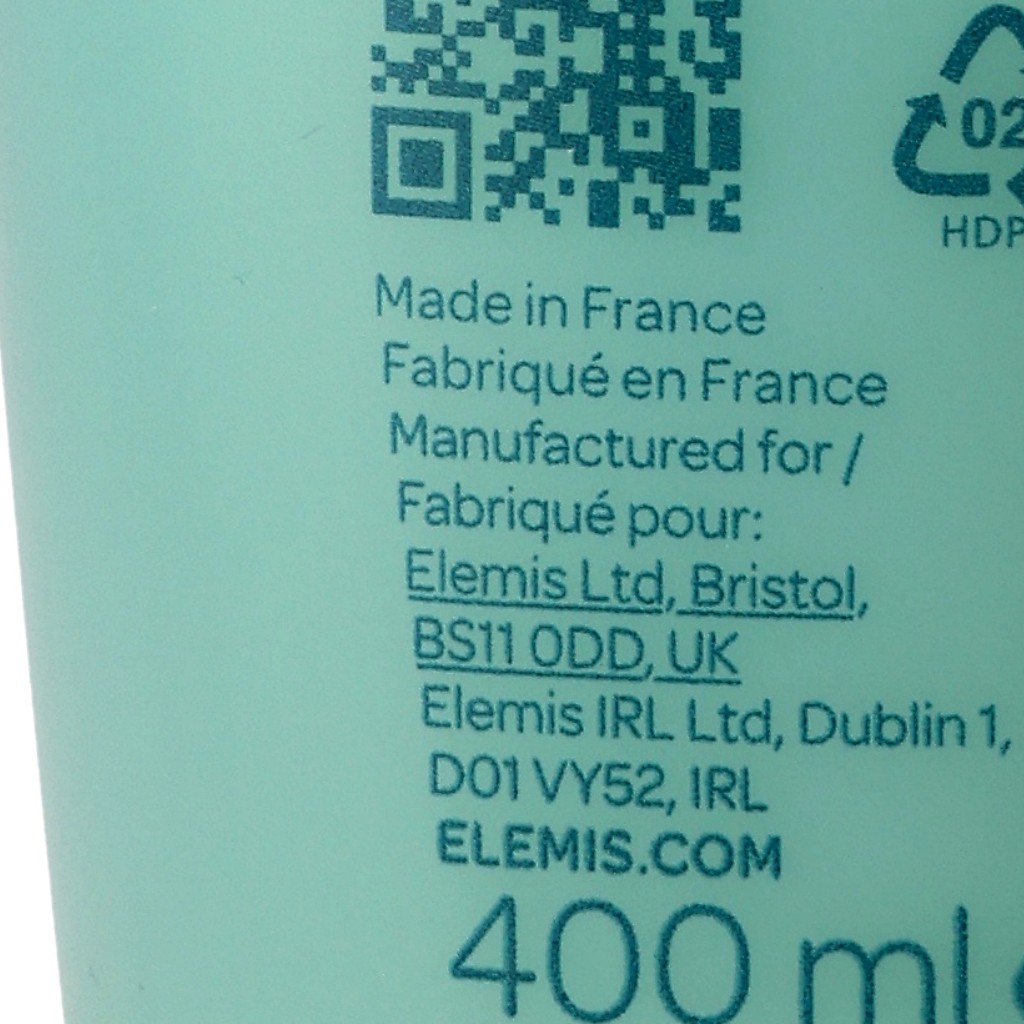 02
HDP
Made in France
Fabriqué en France
Manufactured for /
Fabriqué pour:
Elemis Ltd, Bristol,
BS11 0DD, UK
Elemis IRL Ltd, Dublin 1,
D01 VY52, IRL
ELEMIS.COM
400 ml